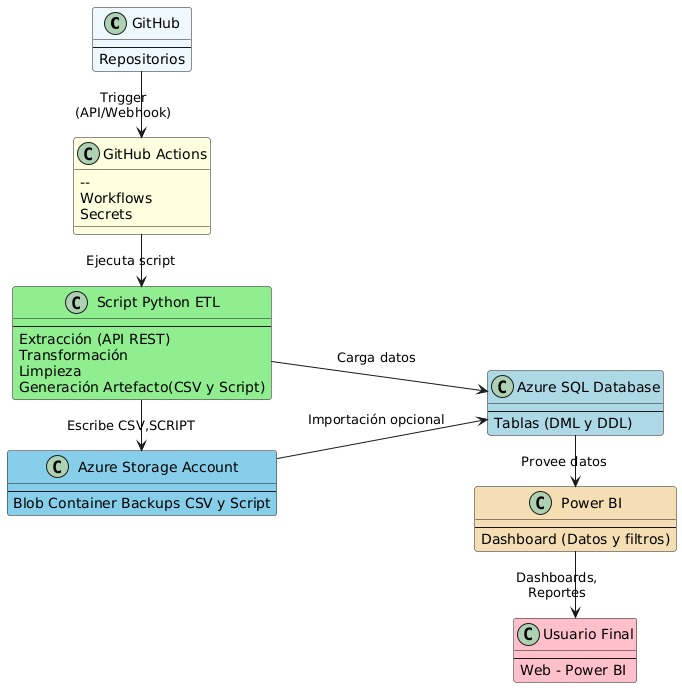 C GitHub
Repositorios
Trigger
(API/Webhook)
C GitHub Actions
--
Workflows
Secrets
Ejecuta script
C Script Python ETL
Extracción (API REST)
Transformación
Limpieza
Generación Artefacto(CSV y Script)
Carga datos
Escribe CSV,SCRIPT
Importación opcional
C Azure SQL Database
Tablas (DML y DDL)
C Azure Storage Account
Blob Container Backups CSV y Script
Provee datos
C Power BI
Dashboard (Datos y filtros)
Dashboards,
Reportes
C Usuario Final
Web - Power BI